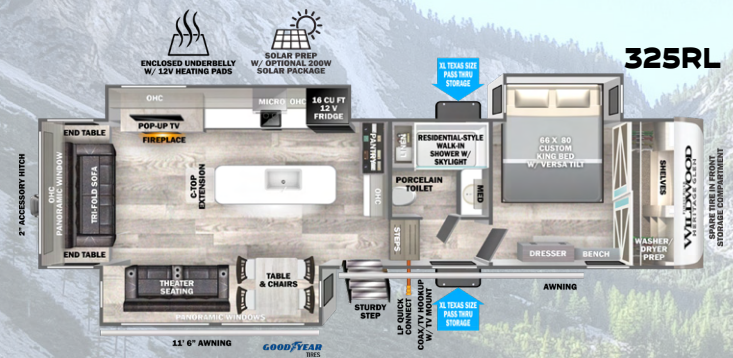 325RL
ENCLOSED UNDERBELLY
W/ 12V HEATING PADS
SOLAR PREP
W/ OPTIONAL 200W
SOLAR PACKAGE
XL TEXAS SIZE
PASS THRU
STORAGE
2" ACCESSORY HITCH
OHC
PANORAMIC WINDOW
END TABLE
TRI-FOLD SOFA
END TABLE
OHC
POP-UP TV
FIREPLACE
MICRO
OHC
16 CU FT
12 V
FRIDGE
C-TOP
EXTENSION
PANTRY
OHC
LINEN
RESIDENTIAL-STYLE
WALK-IN
SHOWER W/
SKYLIGHT
PORCELAIN
TOILET
MED
STEPS
66 X 80
CUSTOM
KING BED
W/ VERSA TILT
DRESSER
BENCH
SHELVES
WASHER/
DRYER
PREP
WILDWOOD
HERITAGE GLEN
SPARE TIRE IN FRONT
STORAGE COMPARTMENT
THEATER
SEATING
TABLE
& CHAIRS
PANORAMIC WINDOWS
STURDY
STEP
LP QUICK
CONNECT
COAX/TV HOOKUP
W/ TV MOUNT
XL TEXAS SIZE
PASS THRU
STORAGE
AWNING
11' 6" AWNING
GOODYEAR
TIRES